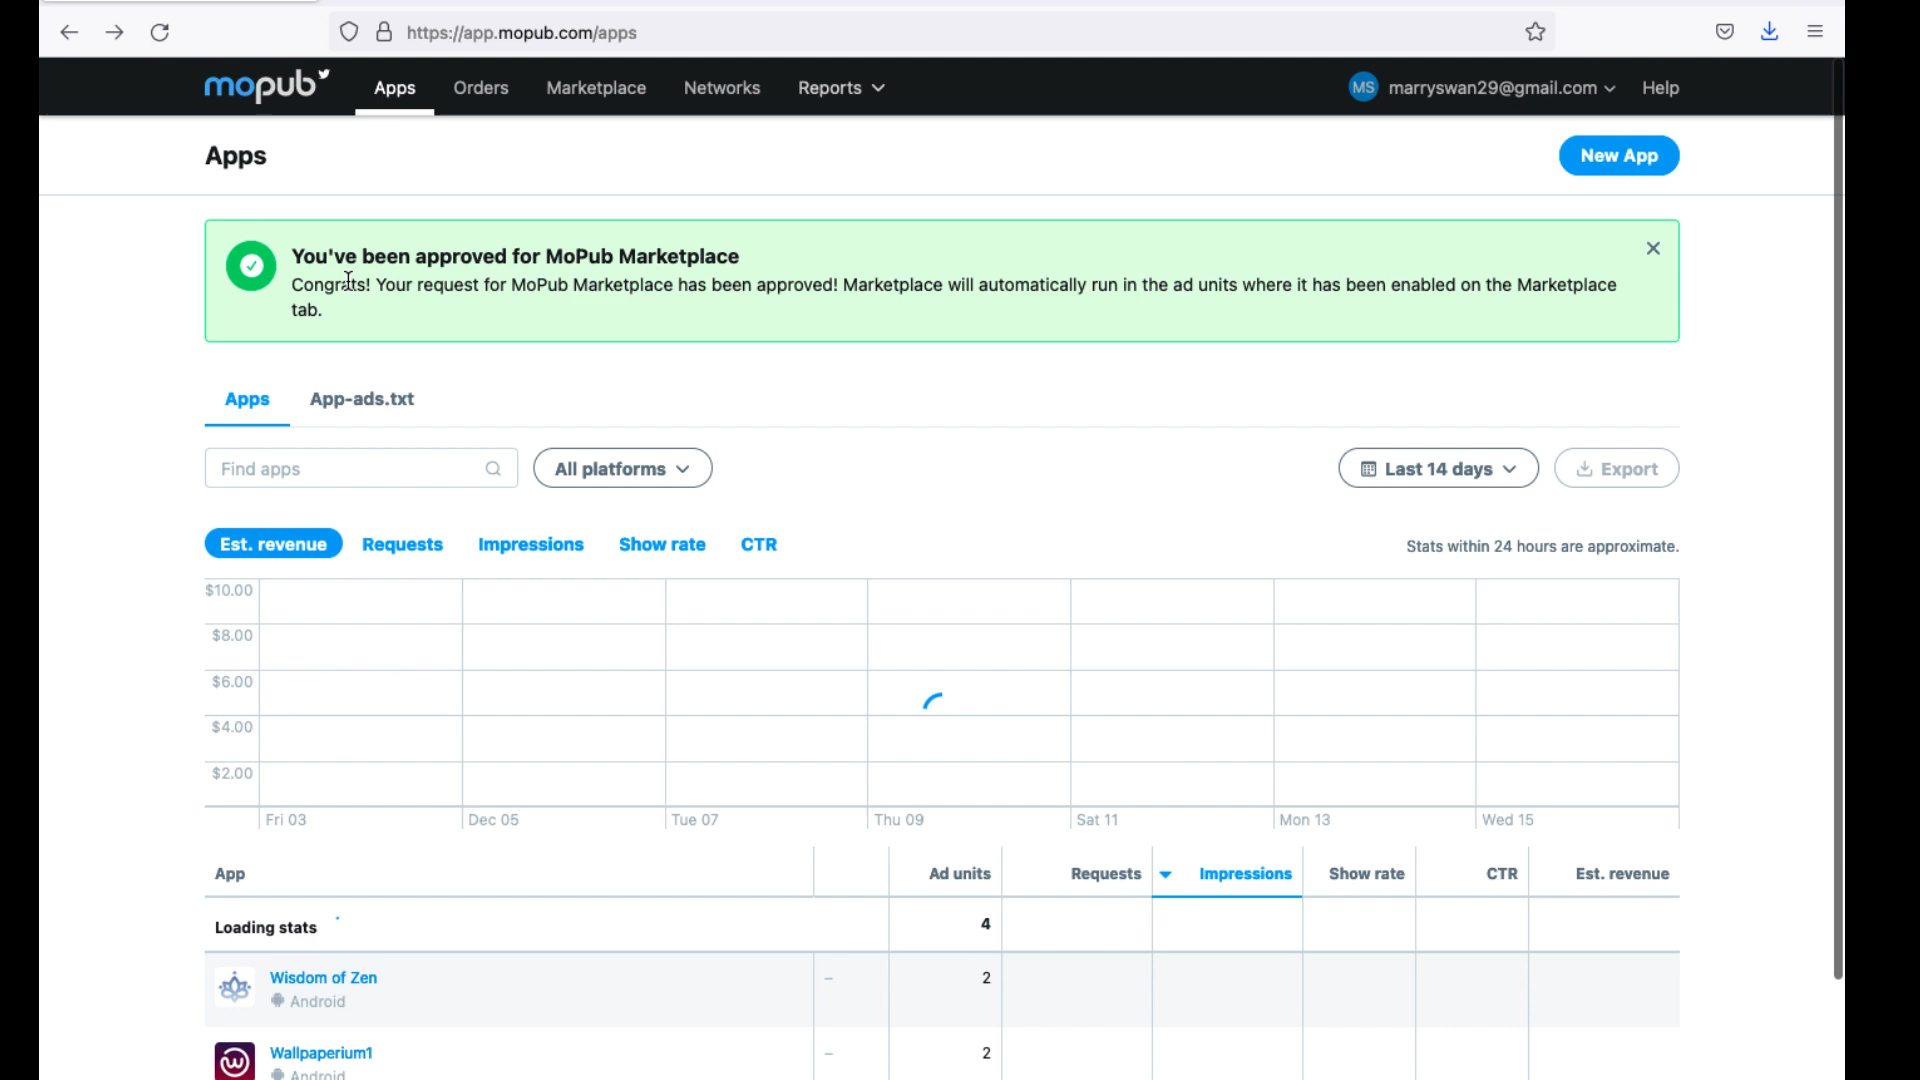 https://app.mopub.com/apps
mopub
Apps
Orders
Marketplace
Networks
Reports
MS
marryswan29@gmail.com
Help
Apps
New App
You've been approved for MoPub Marketplace
Congrats! Your request for MoPub Marketplace has been approved! Marketplace will automatically run in the ad units where it has been enabled on the Marketplace
tab.
Apps
App-ads.txt
Find apps
All platforms
Last 14 days
Export
Est. revenue
Requests
Impressions
Show rate
CTR
Stats within 24 hours are approximate.
$10.00
$8.00
$6.00
$4.00
$2.00
Fri 03
Dec 05
Tue 07
Thu 09
Sat 11
Mon 13
Wed 15
App
Ad units
Requests
Impressions
Show rate
CTR
Est. revenue
Loading stats
4
Wisdom of Zen
–
2
Android
Wallpaperium1
–
2
Android